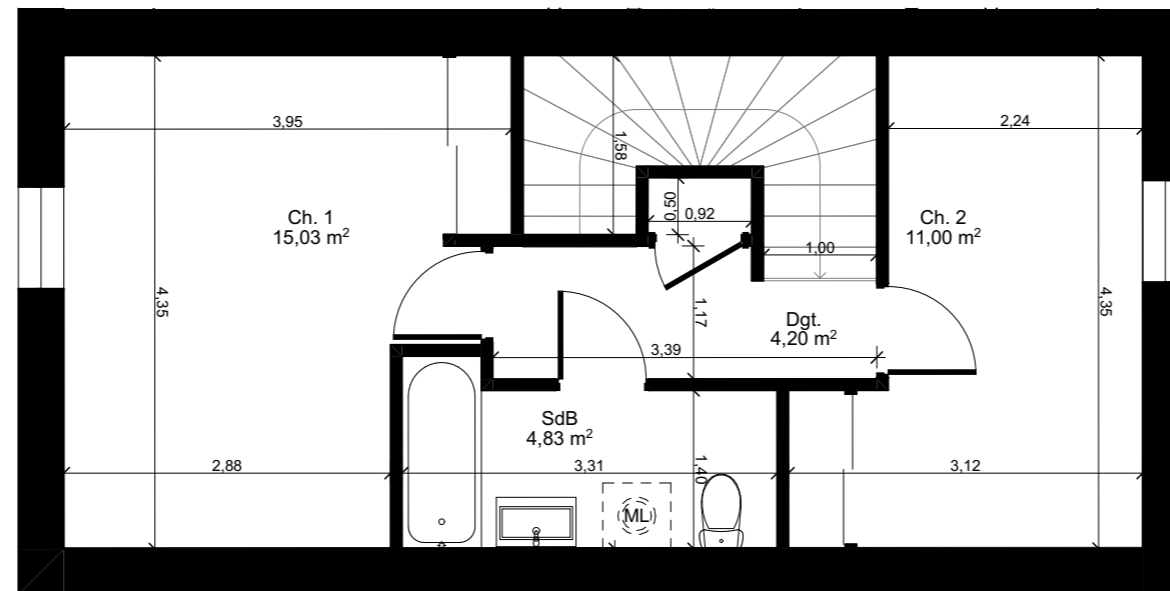 3,95
1,58
2,24
Ch. 1
15,03 m²
0,50
0,92
Ch. 2
11,00 m²
1,00
4,35
1,17
Dgt.
4,20 m²
4,35
3,39
SdB
4,83 m²
2,88
3,31
1,40
3,12
ML